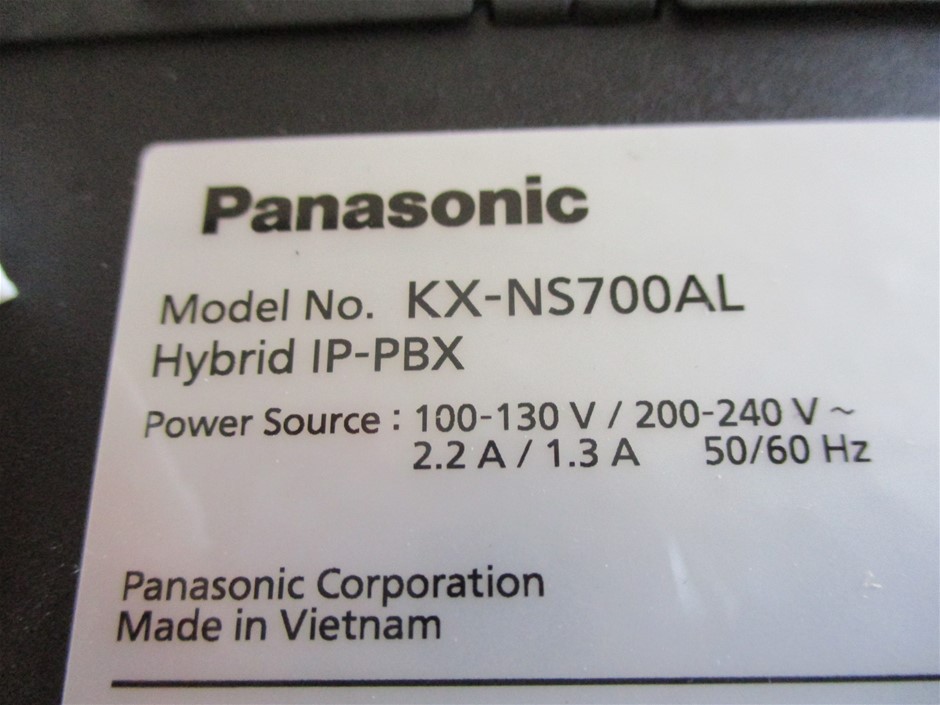 Panasonic
Model No. KX-NS700AL
Hybrid IP-PBX
Power Source : 100-130 V / 200-240 V ~
2.2 A / 1.3 A 50/60 Hz
Panasonic Corporation
Made in Vietnam